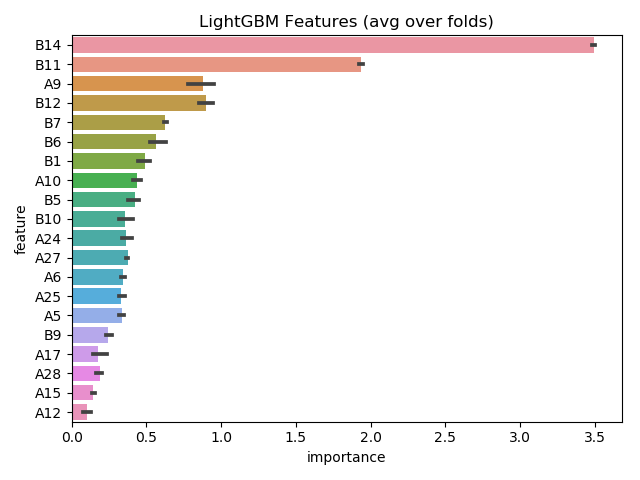 LightGBM Features (avg over folds)
feature
B14
B11
A9
B12
B7
B6
B1
A10
B5
B10
A24
A27
A6
A25
A5
B9
A17
A28
A15
A12
0.0 0.5 1.0 1.5 2.0 2.5 3.0 3.5
importance